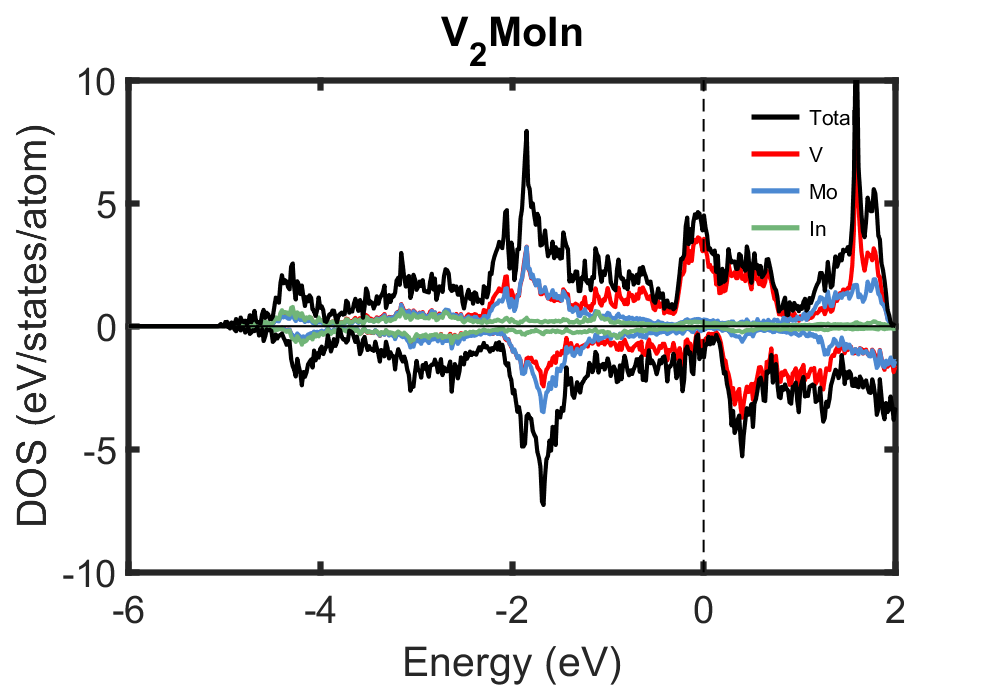 V₂MoIn
DOS (eV/states/atom)
10
5
0
-5
-10
-6 -4 -2 0 2
Energy (eV)
Total
V
Mo
In